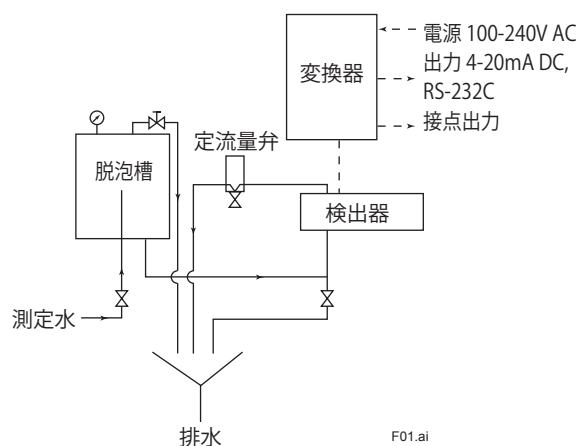 電源 100-240V AC
出力 4-20mA DC,
RS-232C
接点出力
変換器
定流量弁
脱泡槽
検出器
測定水
排水
F01.ai